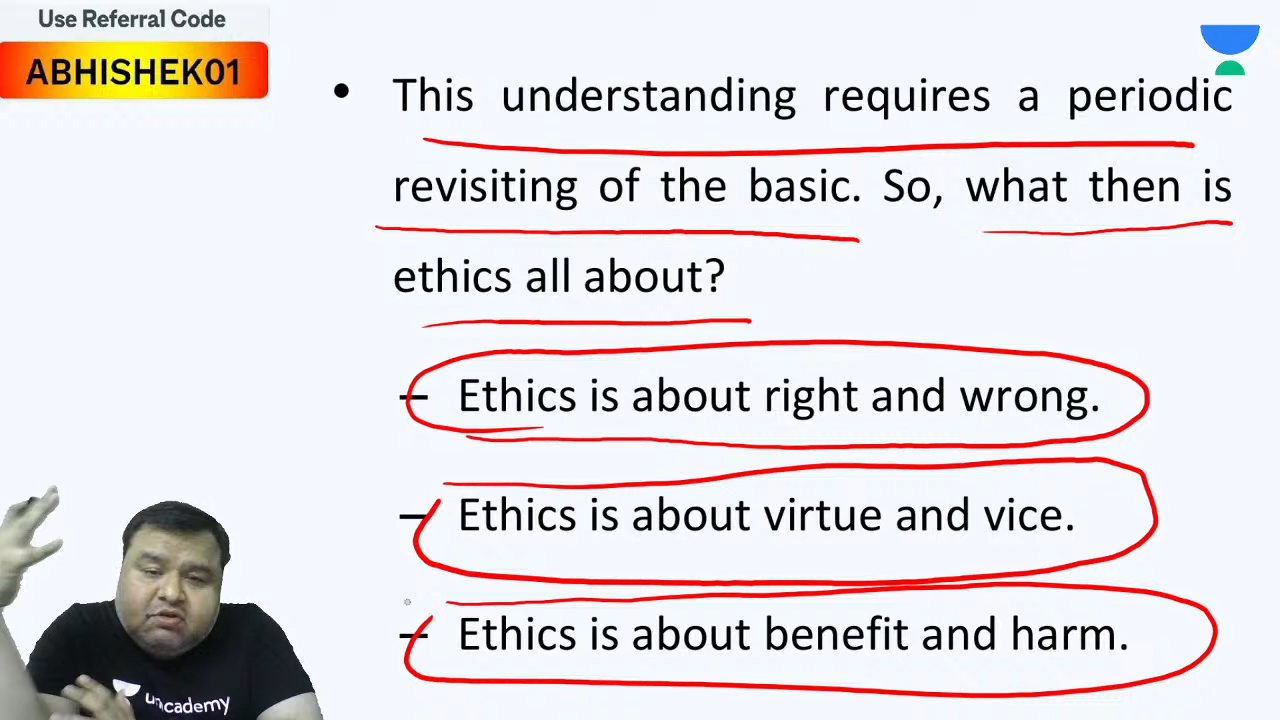 Use Referral Code
ABHISHEK01
• This understanding requires a periodic
revisiting of the basic. So, what then is
ethics all about?
– Ethics is about right and wrong.
– Ethics is about virtue and vice.
– Ethics is about benefit and harm.
unacademy